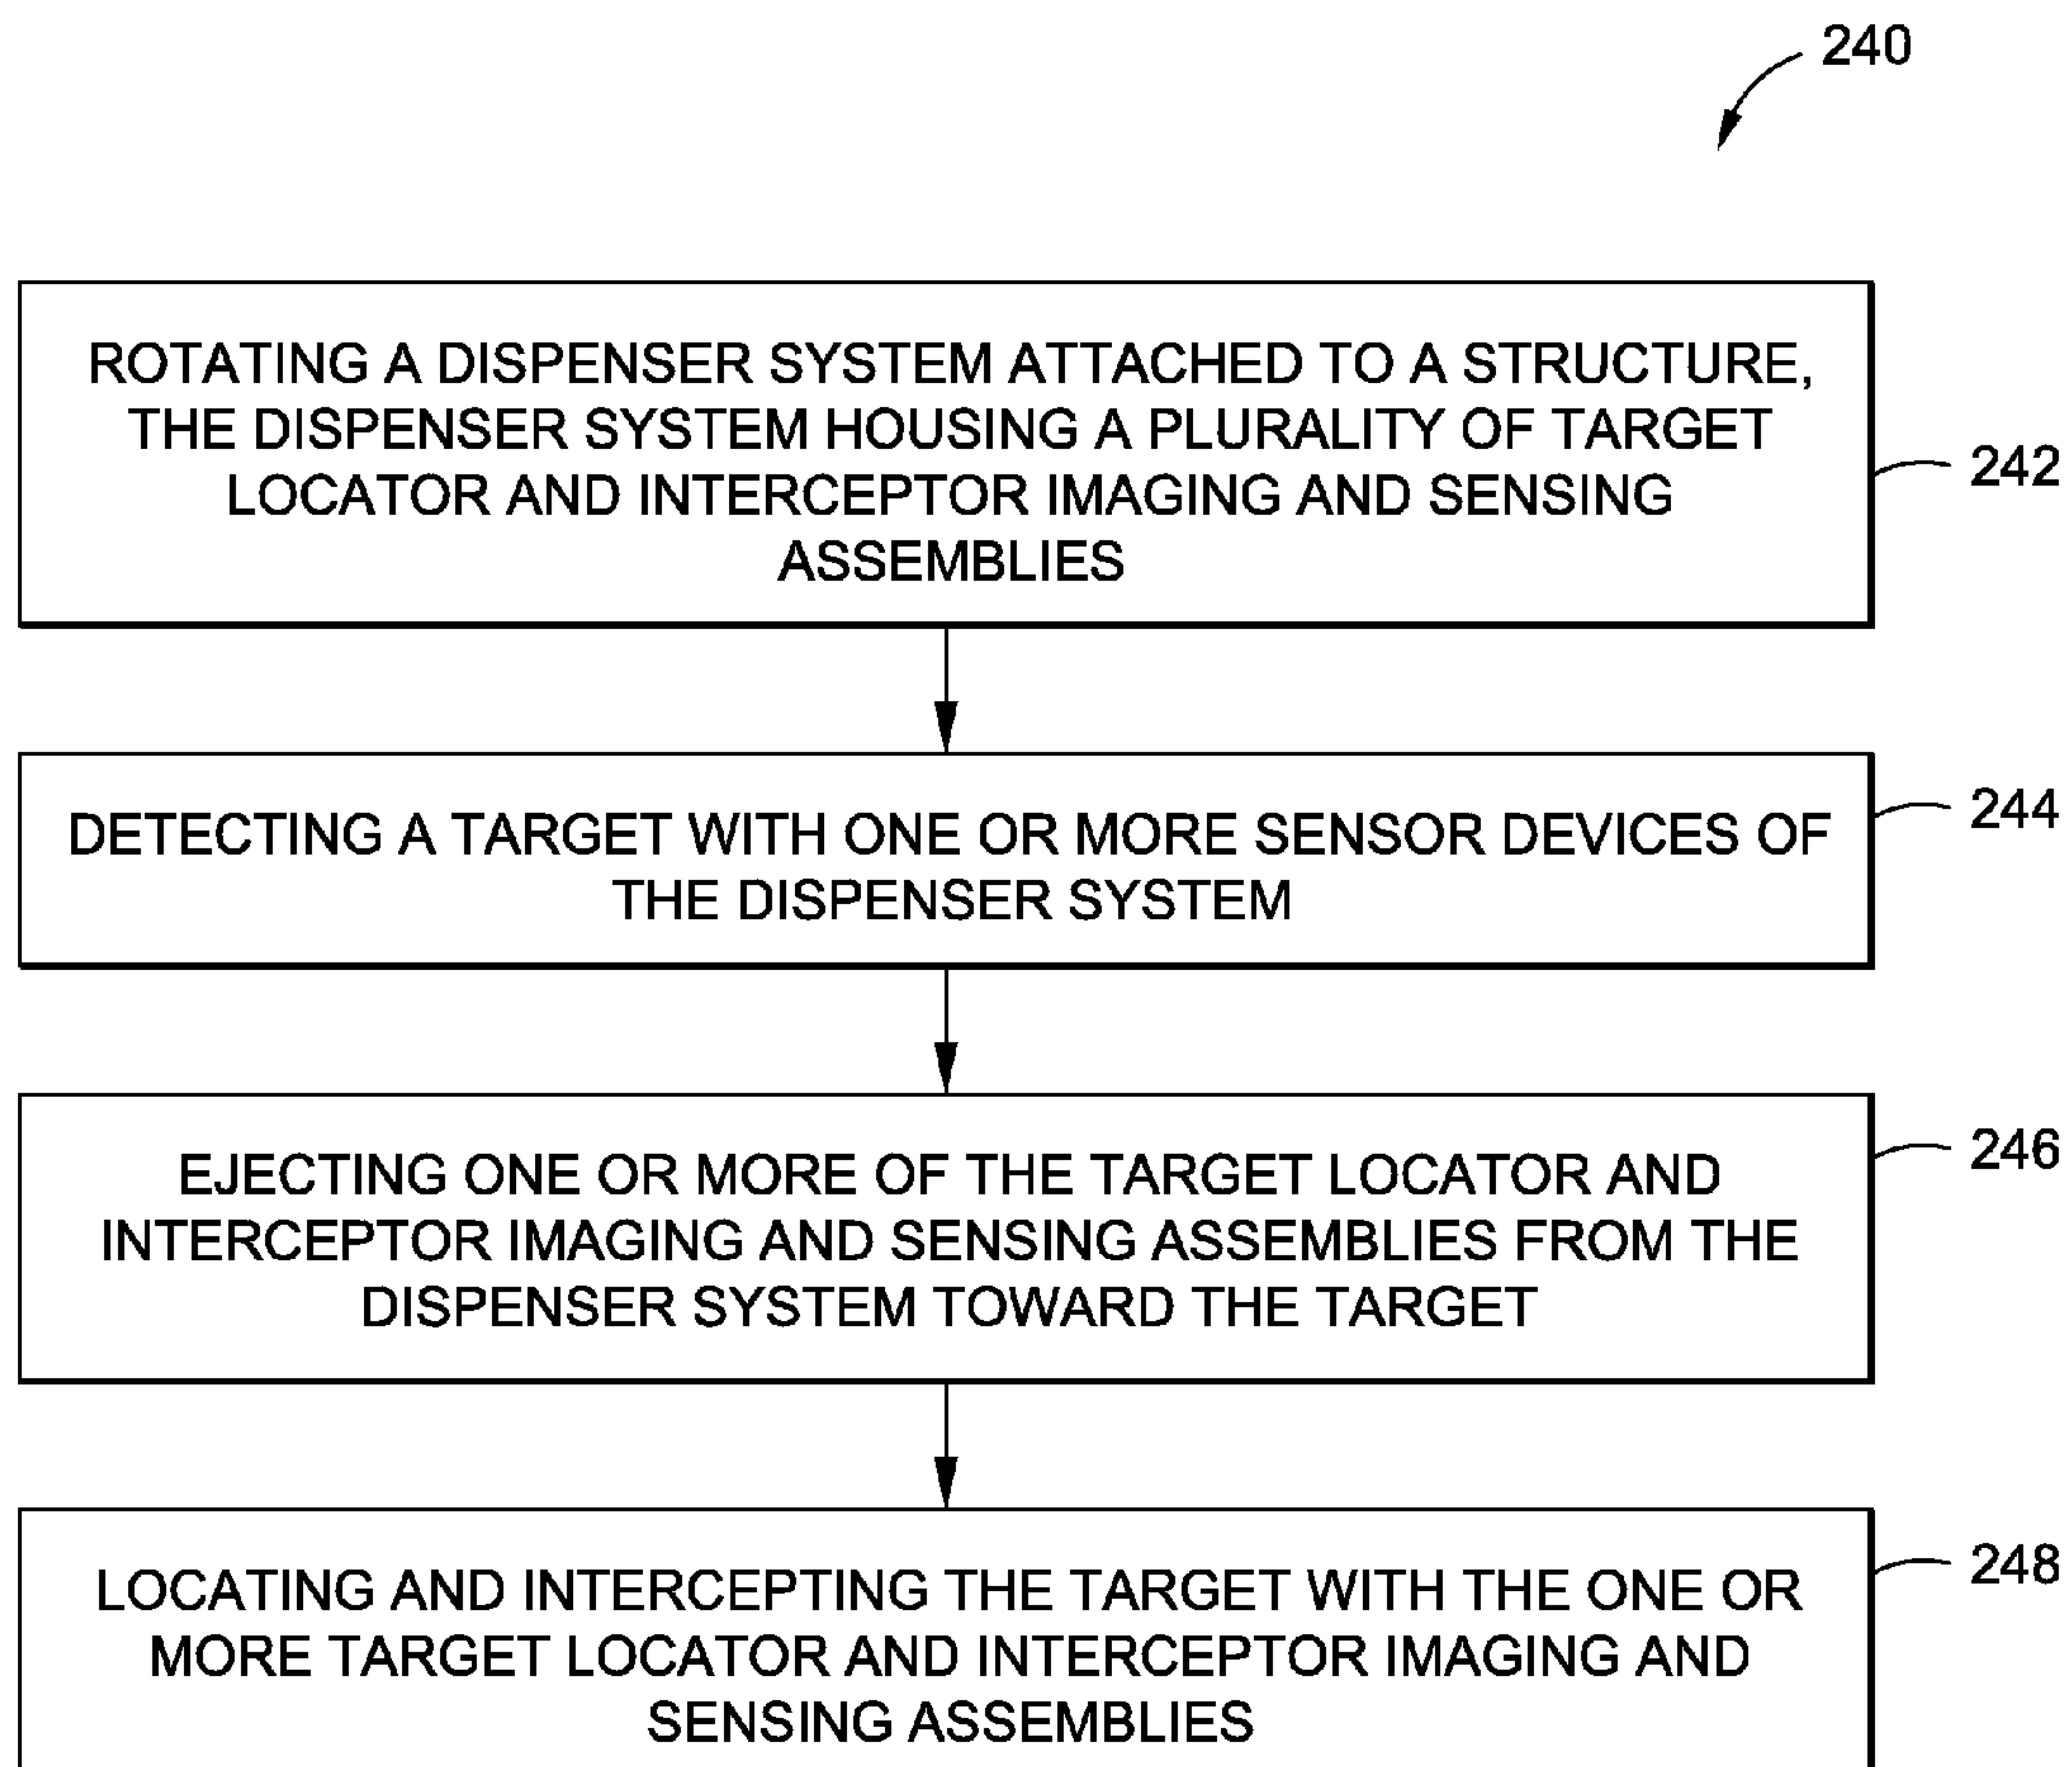 240
ROTATING A DISPENSER SYSTEM ATTACHED TO A STRUCTURE,
THE DISPENSER SYSTEM HOUSING A PLURALITY OF TARGET
LOCATOR AND INTERCEPTOR IMAGING AND SENSING
ASSEMBLIES
242
DETECTING A TARGET WITH ONE OR MORE SENSOR DEVICES OF
THE DISPENSER SYSTEM
244
EJECTING ONE OR MORE OF THE TARGET LOCATOR AND
INTERCEPTOR IMAGING AND SENSING ASSEMBLIES FROM THE
DISPENSER SYSTEM TOWARD THE TARGET
246
LOCATING AND INTERCEPTING THE TARGET WITH THE ONE OR
MORE TARGET LOCATOR AND INTERCEPTOR IMAGING AND
SENSING ASSEMBLIES
248